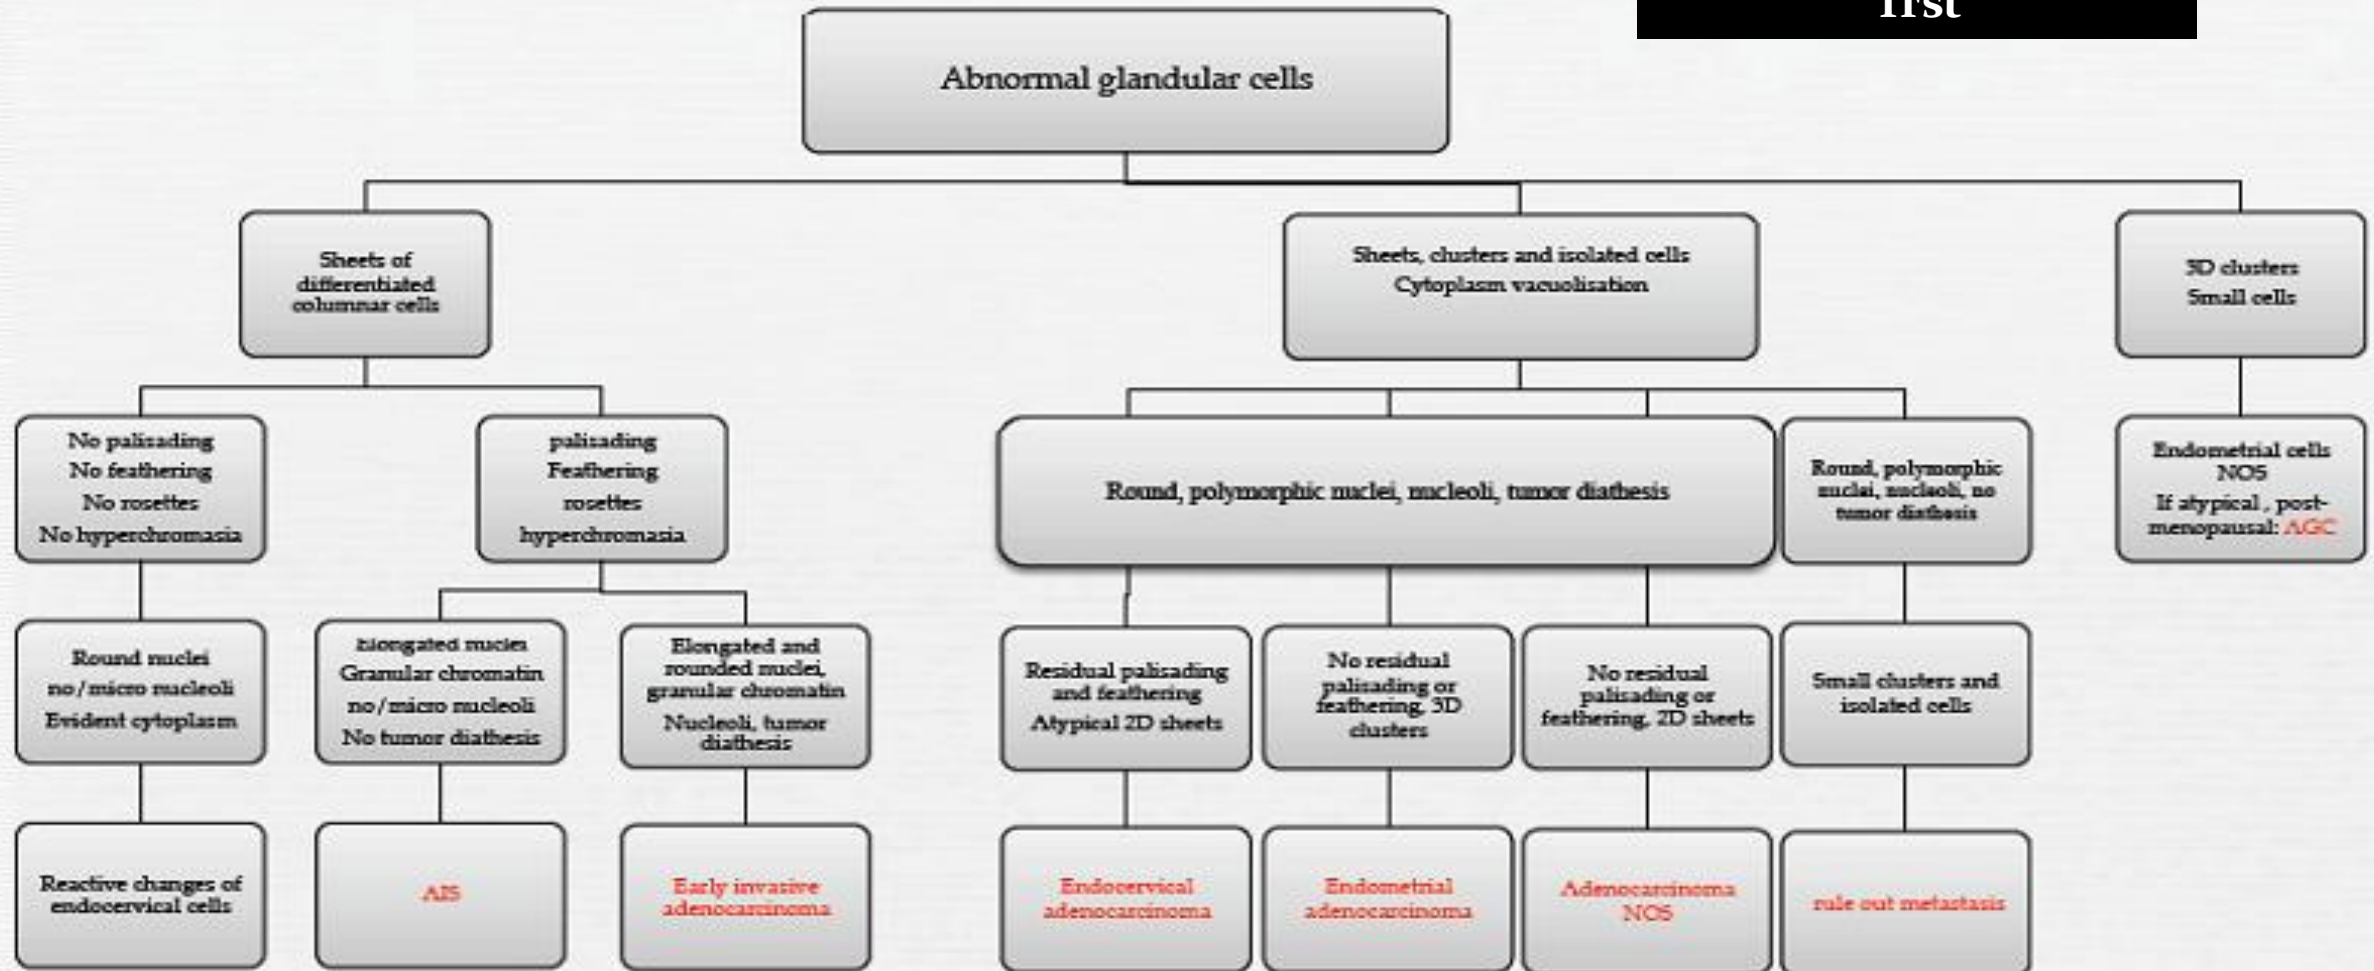 first
Abnormal glandular cells
Sheets of
differentiated
columnar cells
Sheets, clusters and isolated cells
Cytoplasm vacuolisation
3D clusters
Small cells
No palisading
No feathering
No rosettes
No hyperchromasia
palisading
Feathering
rosettes
hyperchromasia
Round, polymorphic nuclei, nucleoli, tumor diathesis
Round, polymorphic
nuclei, nucleoli, no
tumor diathesis
Endometrial cells
NOS
If atypical , post-
menopausal: AGC
Round nuclei
no/micro nucleoli
Evident cytoplasm
Elongated nuclei
Granular chromatin
no/micro nucleoli
No tumor diathesis
Elongated and
rounded nuclei,
granular chromatin
Nucleoli, tumor
diathesis
Residual palisading
and feathering
Atypical 2D sheets
No residual
palisading or
feathering, 3D
clusters
No residual
palisading or
feathering, 2D sheets
Small clusters and
isolated cells
Reactive changes of
endocervical cells
AIS
Early invasive
adenocarcinoma
Endocervical
adenocarcinoma
Endometrial
adenocarcinoma
Adenocarcinoma
NOS
rule out metastasis